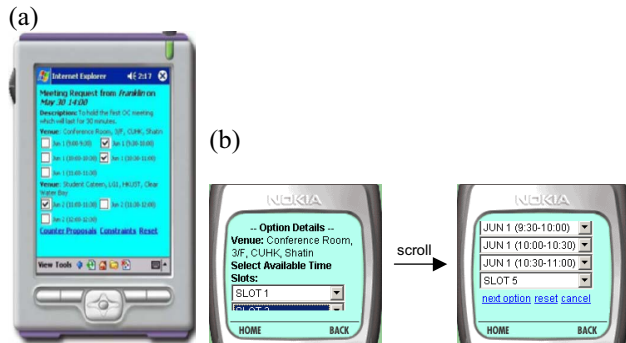 (a)
Internet Explorer 2:17
Meeting Request from Franklin on
May 30 14:00
Description: To hold the first OC meeting
which will last for 30 minutes.
Venue: Conference Room, 3/F, CUHK, Shatin
Jun 1 (9:00-9:30) Jun 1 (9:30-10:00)
Jun 1 (10:00-10:30) Jun 1 (10:30-11:00)
Jun 1 (11:00-11:30)
Venue: Student Canteen, LG1, HKUST, Clear
Water Bay
Jun 2 (11:00-11:30) Jun 2 (11:30-12:00)
Jun 2 (12:00-12:30)
Counter Proposals Constraints Reset
View Tools
(b)
NOKIA
-- Option Details --
Venue: Conference Room,
3/F, CUHK, Shatin
Select Available Time
Slots:
SLOT 1
SLOT 2
HOME BACK
scroll
NOKIA
JUN 1 (9:30-10:00)
JUN 1 (10:00-10:30)
JUN 1 (10:30-11:00)
SLOT 5
next option reset cancel
HOME BACK